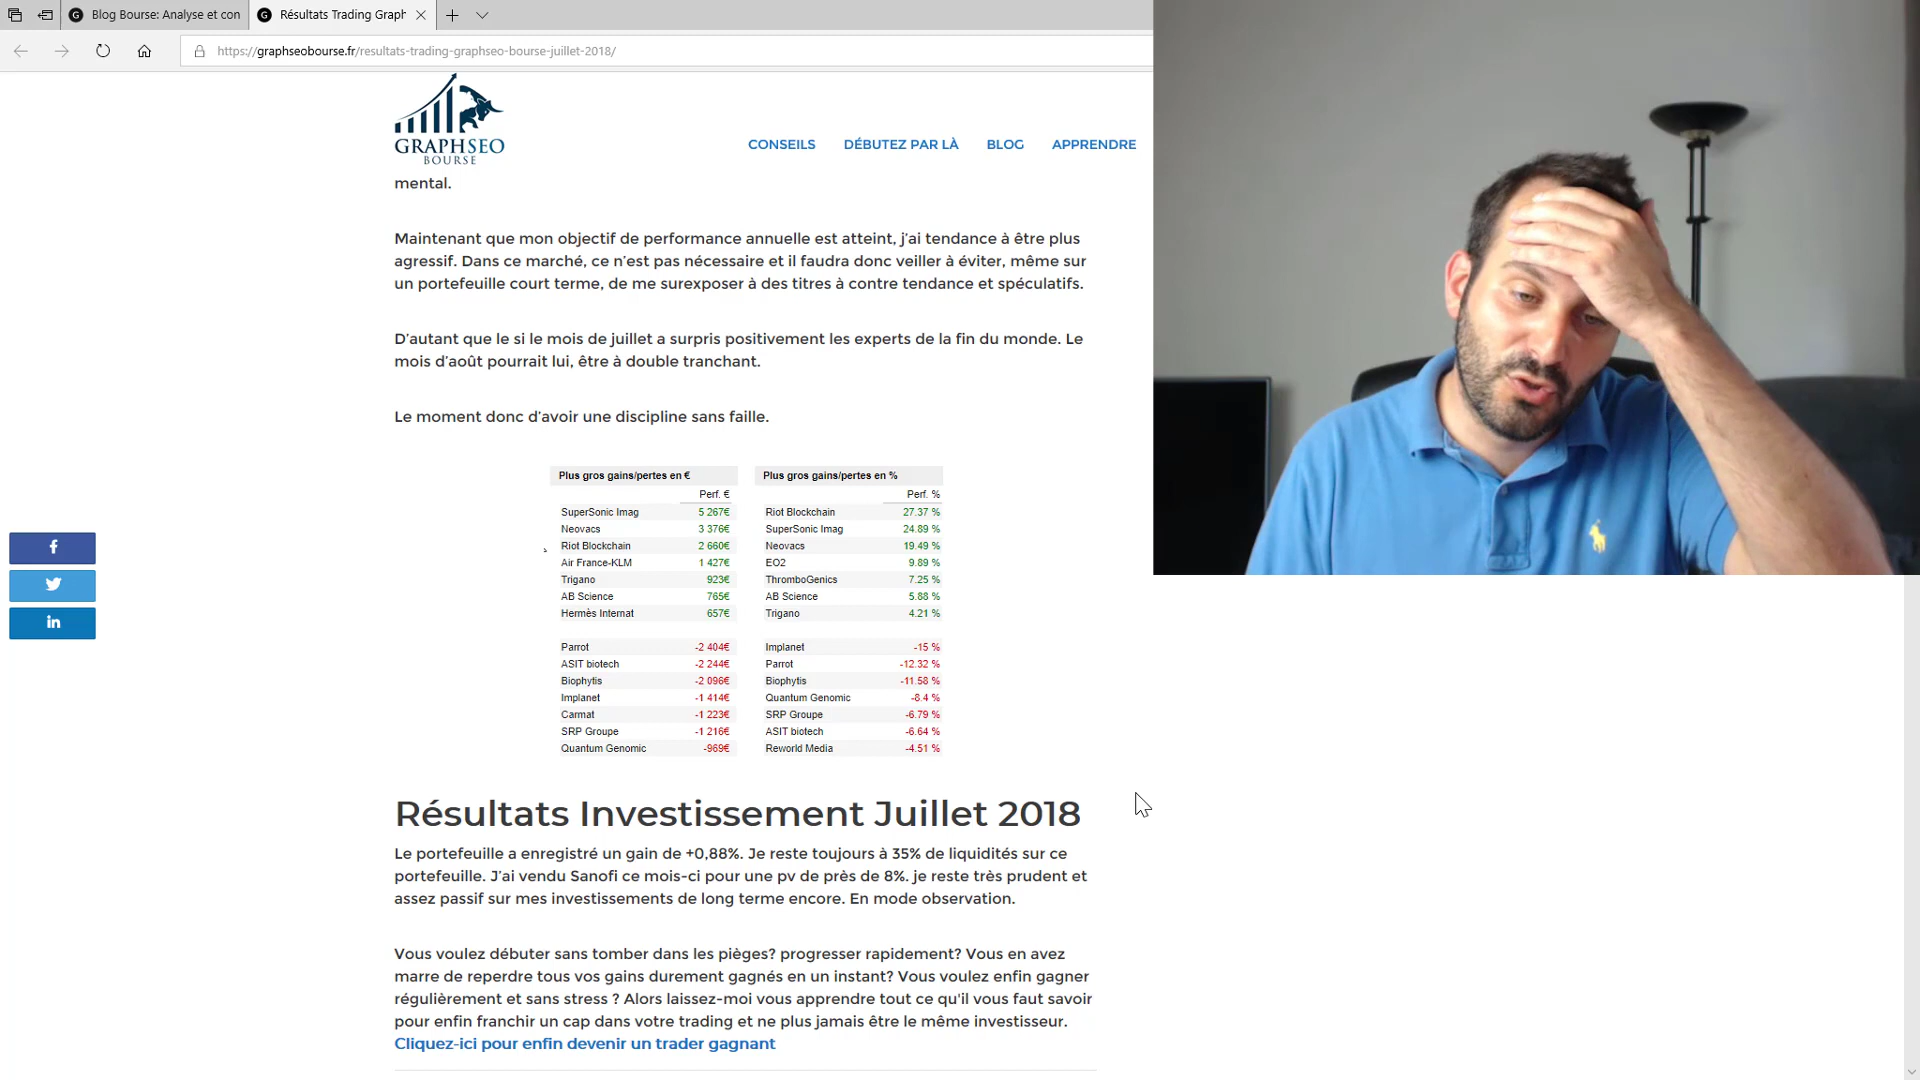 Blog Bourse: Analyse et con
Résultats Trading Graph
https://graphseobourse.fr/resultats-trading-graphseo-bourse-juillet-2018/
GRAPHSEO
BOURSE
CONSEILS
DÉBUTEZ PAR LÀ
BLOG
APPRENDRE
mental.
Maintenant que mon objectif de performance annuelle est atteint, j'ai tendance à être plus
agressif. Dans ce marché, ce n'est pas nécessaire et il faudra donc veiller à éviter, même sur
un portefeuille court terme, de me surexposer à des titres à contre tendance et spéculatifs.
D'autant que le si le mois de juillet a surpris positivement les experts de la fin du monde. Le
mois d'août pourrait lui, être à double tranchant.
Le moment donc d'avoir une discipline sans faille.
Plus gros gains/pertes en €
Perf. €
SuperSonic Imag 5 267€
Neovacs 3 376€
Riot Blockchain 2 660€
Air France-KLM 1 427€
Trigano 923€
AB Science 765€
Hermès Internat 657€
Parrot -2 404€
ASIT biotech -2 244€
Biophytis -2 096€
Implanet -1 414€
Carmat -1 223€
SRP Groupe -1 216€
Quantum Genomic -969€
Plus gros gains/pertes en %
Perf. %
Riot Blockchain 27.37 %
SuperSonic Imag 24.89 %
Neovacs 19.49 %
EO2 9.89 %
ThromboGenics 7.25 %
AB Science 5.88 %
Trigano 4.21 %
Implanet -15 %
Parrot -12.32 %
Biophytis -11.58 %
Quantum Genomic -8.4 %
SRP Groupe -6.79 %
ASIT biotech -6.64 %
Reworld Media -4.51 %
Résultats Investissement Juillet 2018
Le portefeuille a enregistré un gain de +0,88%. Je reste toujours à 35% de liquidités sur ce
portefeuille. J'ai vendu Sanofi ce mois-ci pour une pv de près de 8%. je reste très prudent et
assez passif sur mes investissements de long terme encore. En mode observation.
Vous voulez débuter sans tomber dans les pièges? progresser rapidement? Vous en avez
marre de reperdre tous vos gains durement gagnés en un instant? Vous voulez enfin gagner
régulièrement et sans stress ? Alors laissez-moi vous apprendre tout ce qu'il vous faut savoir
pour enfin franchir un cap dans votre trading et ne plus jamais être le même investisseur.
Cliquez-ici pour enfin devenir un trader gagnant